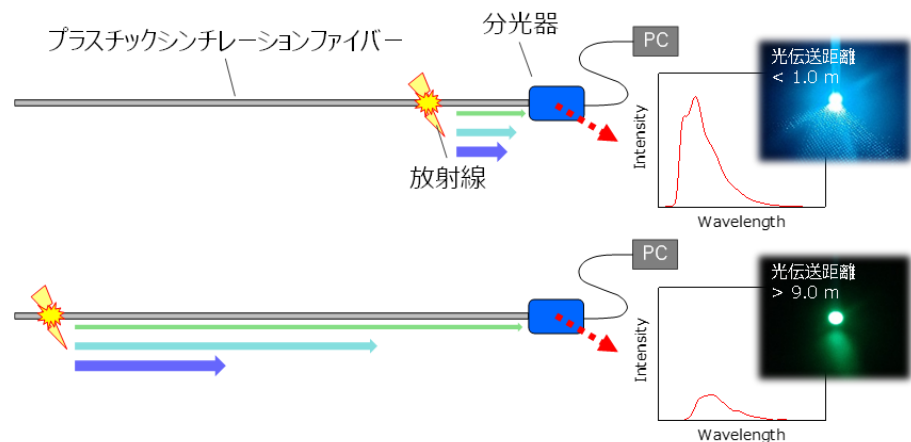 プラスチックシンチレーションファイバー
分光器
PC
光伝送距離
< 1.0 m
放射線
Intensity
Wavelength
PC
光伝送距離
> 9.0 m
Intensity
Wavelength